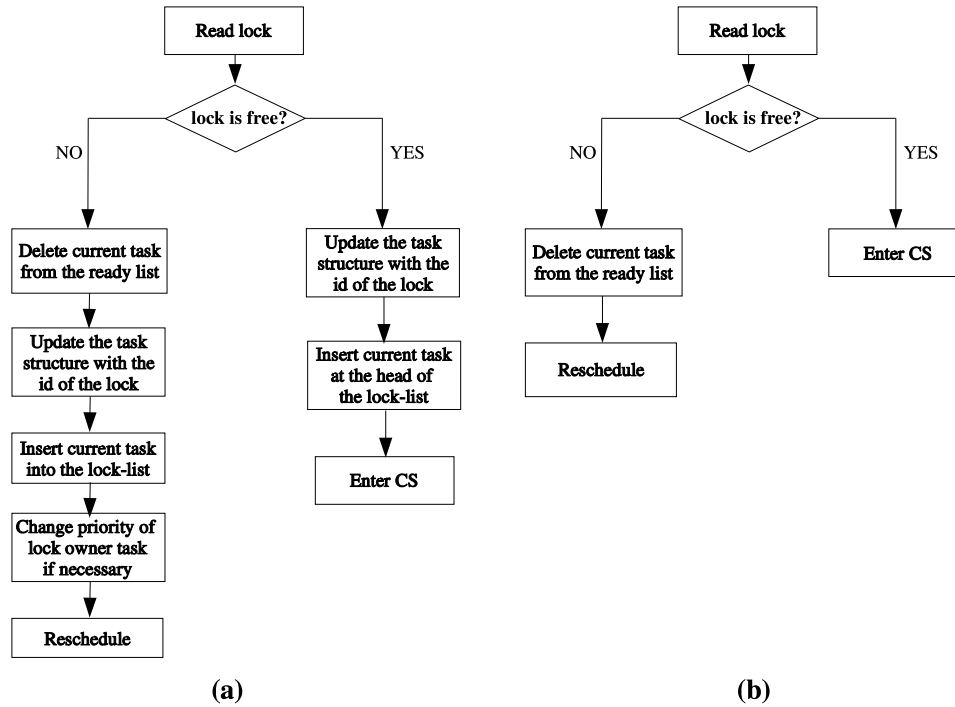 Read lock
lock is free?
NO
YES
Delete current task
from the ready list
Update the task
structure with the
id of the lock
Insert current task
into the lock-list
Change priority of
lock owner task
if necessary
Reschedule
Update the task
structure with the
id of the lock
Insert current task
at the head of
the lock-list
Enter CS
(a)
Read lock
lock is free?
NO
YES
Delete current task
from the ready list
Reschedule
Enter CS
(b)